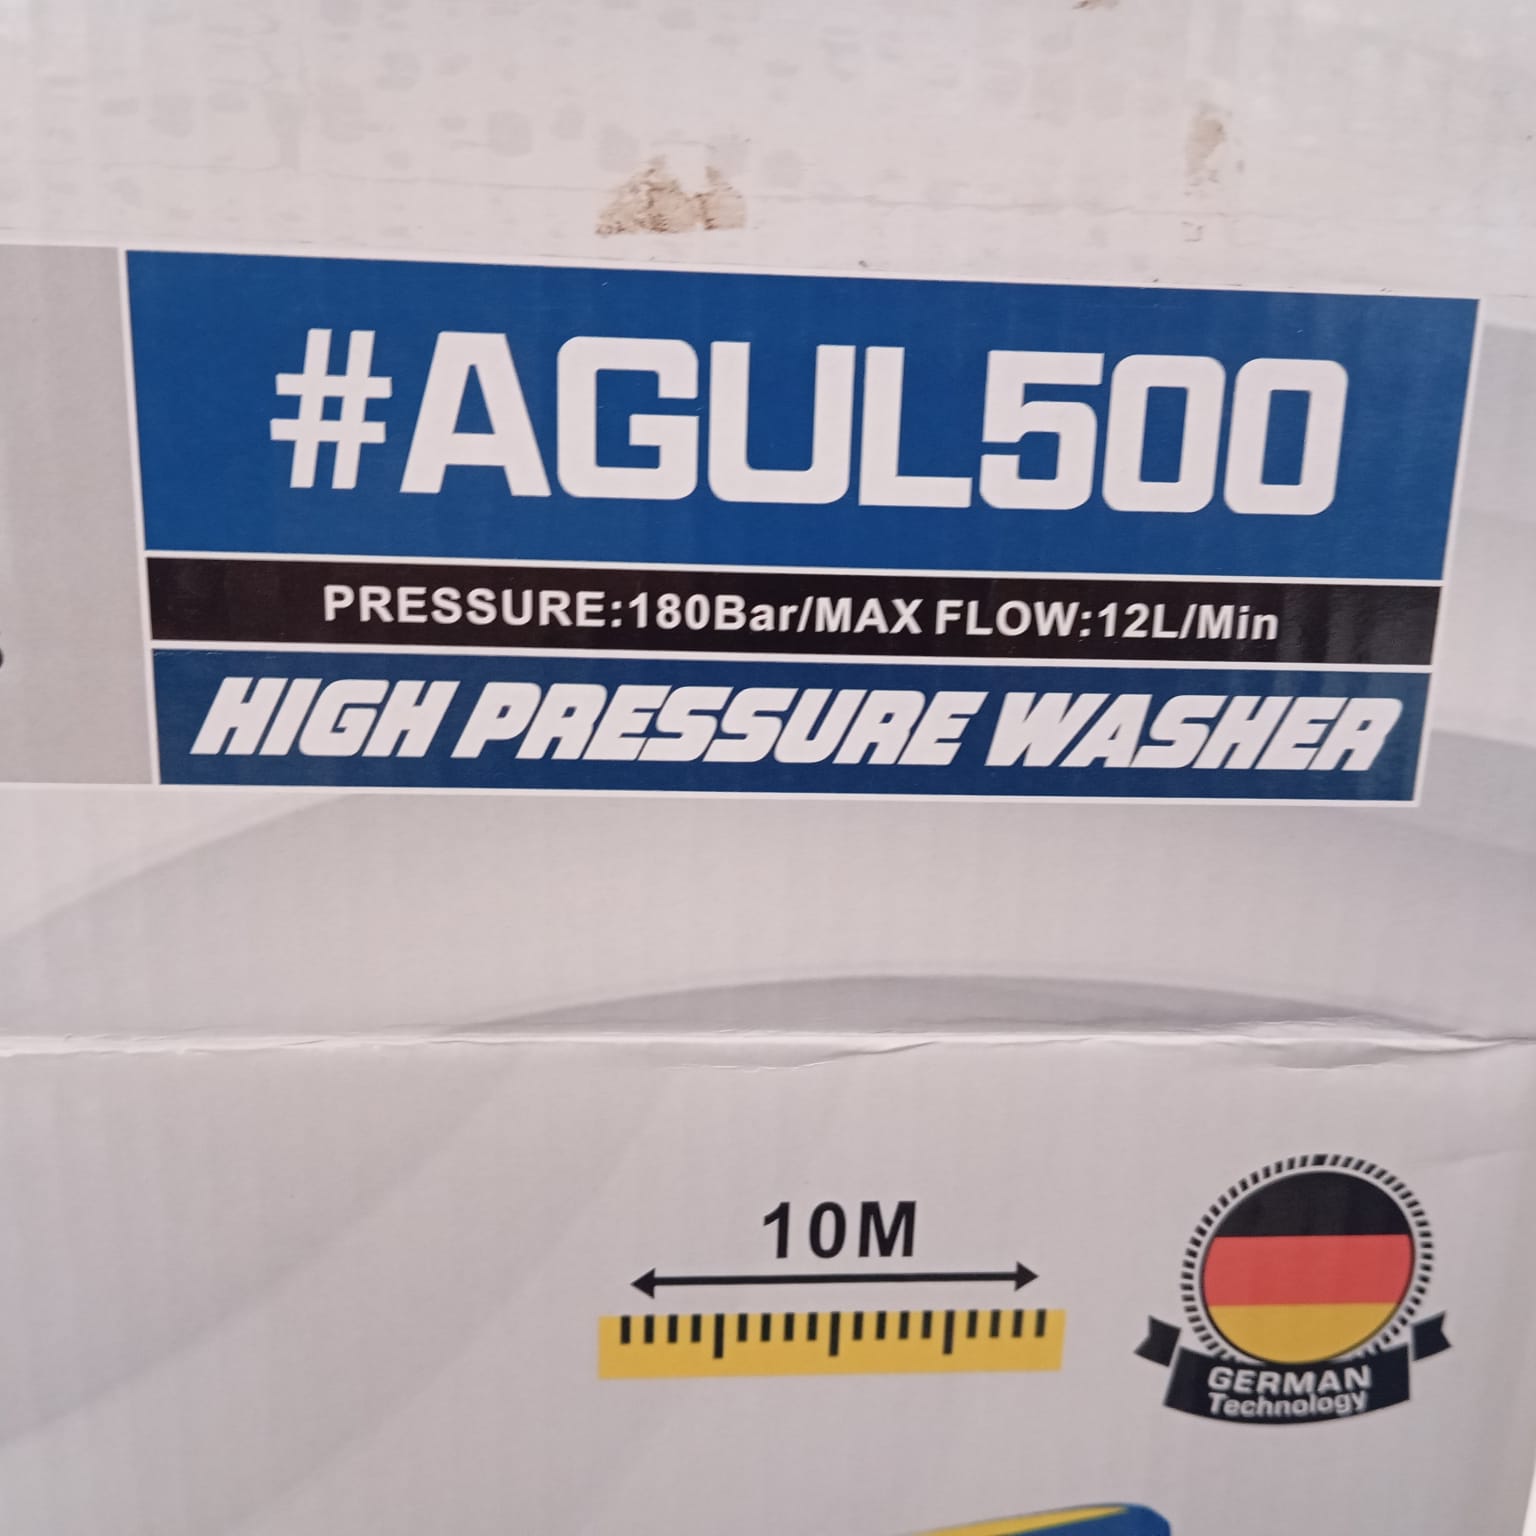 #AGUL500
PRESSURE:180Bar/MAX FLOW:12L/Min
HIGH PRESSURE WASHER
10M
GERMAN
Technology